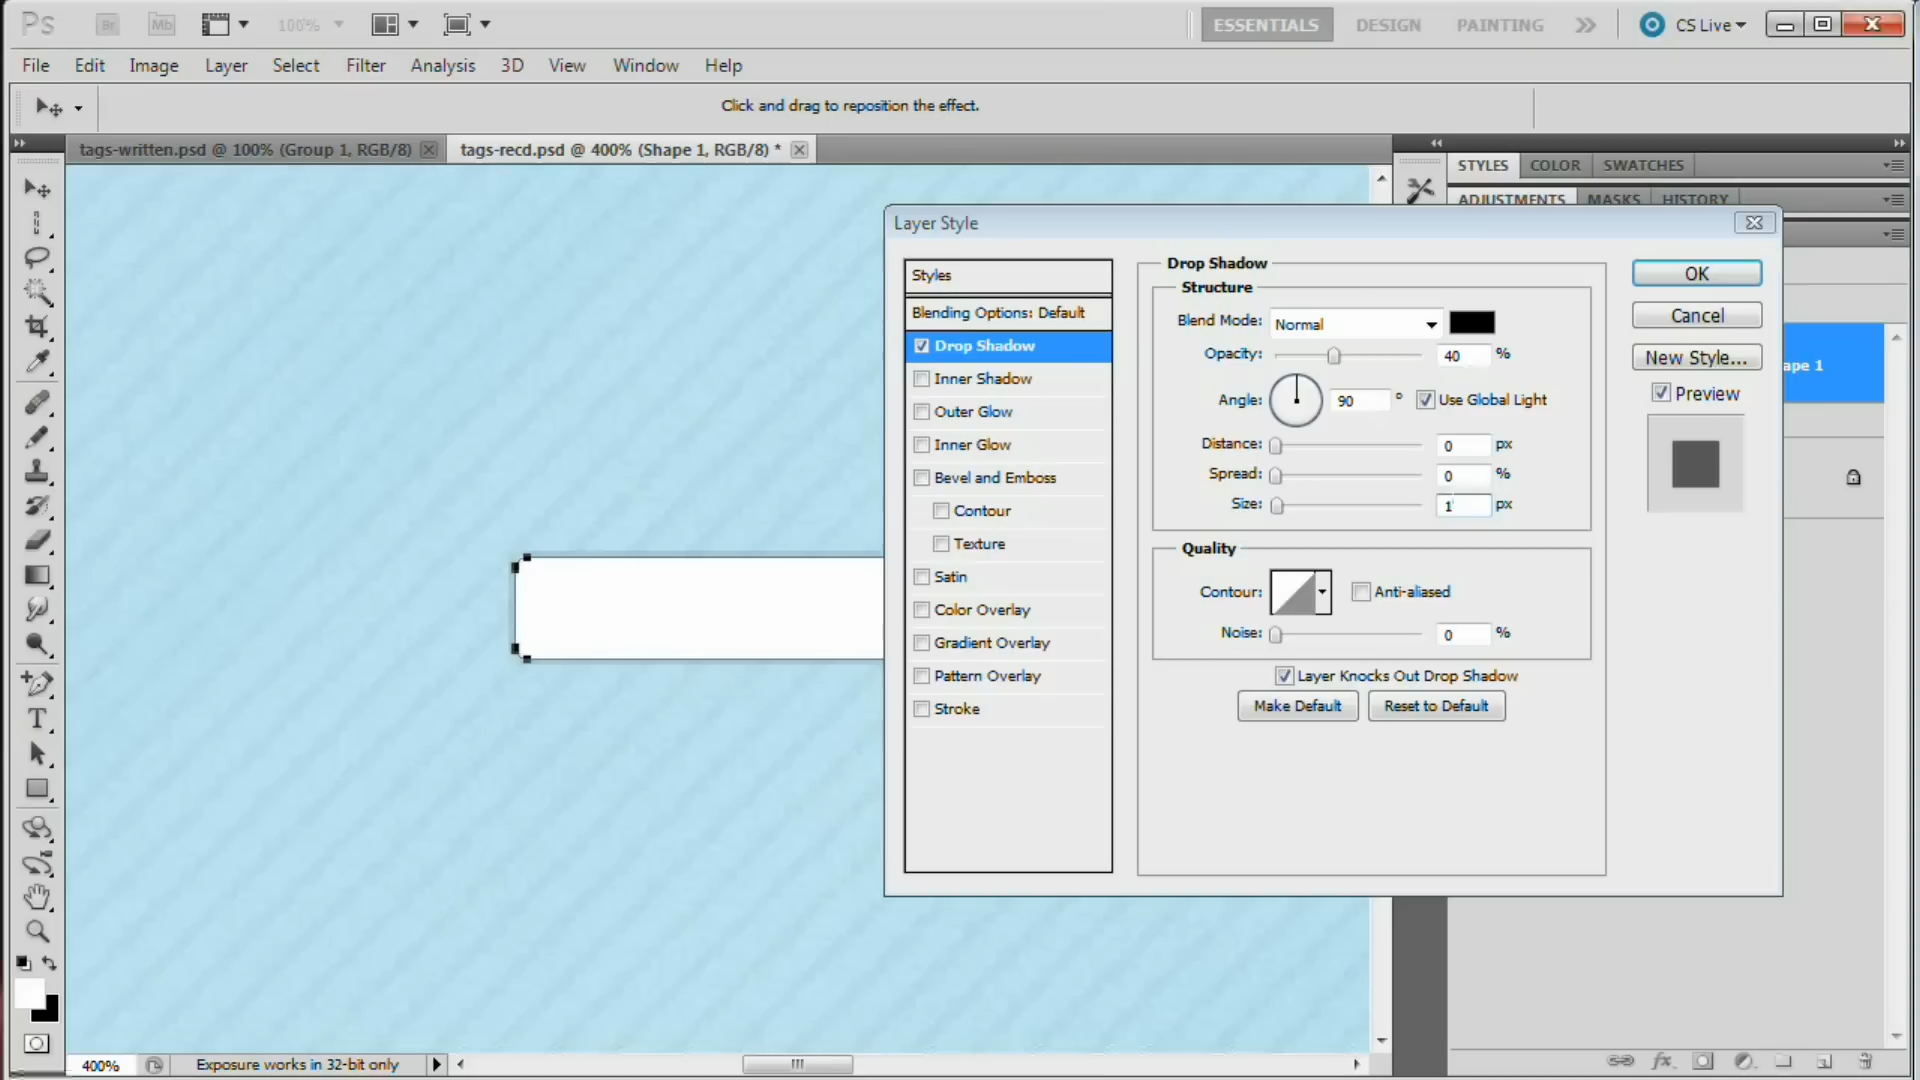 Ps
Br
Mb
100%
ESSENTIALS
DESIGN
PAINTING
CS Live
File
Edit
Image
Layer
Select
Filter
Analysis
3D
View
Window
Help
Click and drag to reposition the effect.
tags-written.psd @ 100% (Group 1, RGB/8)
tags-recd.psd @ 400% (Shape 1, RGB/8) *
STYLES
COLOR
SWATCHES
ADJUSTMENTS
MASKS
HISTORY
Layer Style
Styles
Blending Options: Default
Drop Shadow
Inner Shadow
Outer Glow
Inner Glow
Bevel and Emboss
Contour
Texture
Satin
Color Overlay
Gradient Overlay
Pattern Overlay
Stroke
Drop Shadow
Structure
Blend Mode: Normal
Opacity: 40 %
Angle: 90 ° Use Global Light
Distance: 0 px
Spread: 0 %
Size: 1 px
Quality
Contour: Anti-aliased
Noise: 0 %
Layer Knocks Out Drop Shadow
Make Default
Reset to Default
OK
Cancel
New Style...
Preview
ape 1
T
400%
Exposure works in 32-bit only
fx